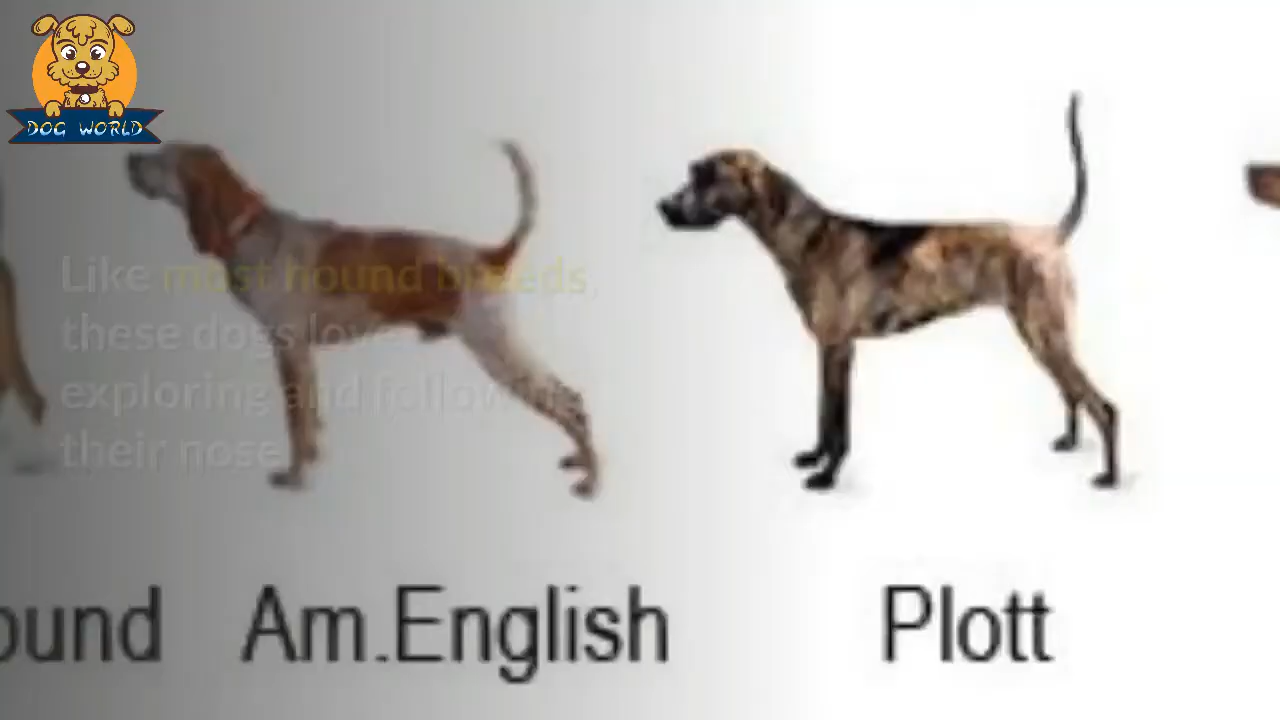 DOG WORLD
Like most hound breeds,
these dogs love
exploring and following
their nose
ound Am.English Plott